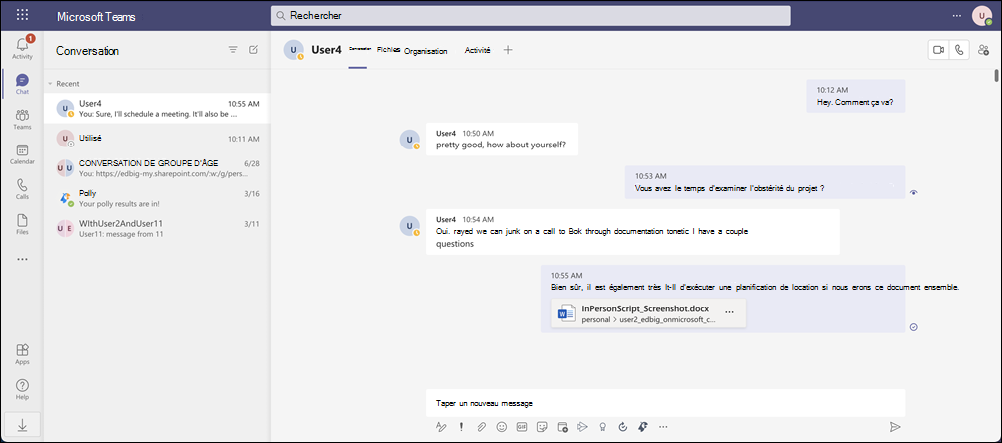 Microsoft Teams
Rechercher
U
Activity
1
Chat
Teams
Calendar
Calls
Files
Apps
Help
Conversation
Recent
U
User4
10:55 AM
You: Sure, I'll schedule a meeting. It'll also be ...
U
Utilisé
10:11 AM
U U
CONVERSATION DE GROUPE D'ÂGE
6/28
You: https://edbig-my.sharepoint.com/:w:/g/pers...
Polly
3/16
Your polly results are in!
U E
WIthUser2AndUser11
3/11
User11: message from 11
U
User4
Conversation
Fichiers
Organisation
Activité
10:12 AM
Hey. Comment ça va?
U
User4 10:50 AM
pretty good, how about yourself?
10:53 AM
Vous avez le temps d'examiner l'obstérité du projet ?
U
User4 10:54 AM
Oui. rayed we can junk on a call to Bok through documentation tonetic I have a couple
questions
10:55 AM
Bien sûr, il est également très It-Il d'exécuter une planification de location si nous erons ce document ensemble.
InPersonScript_Screenshot.docx
personal > user2_edbig_onmicrosoft_c...
Taper un nouveau message
GIF